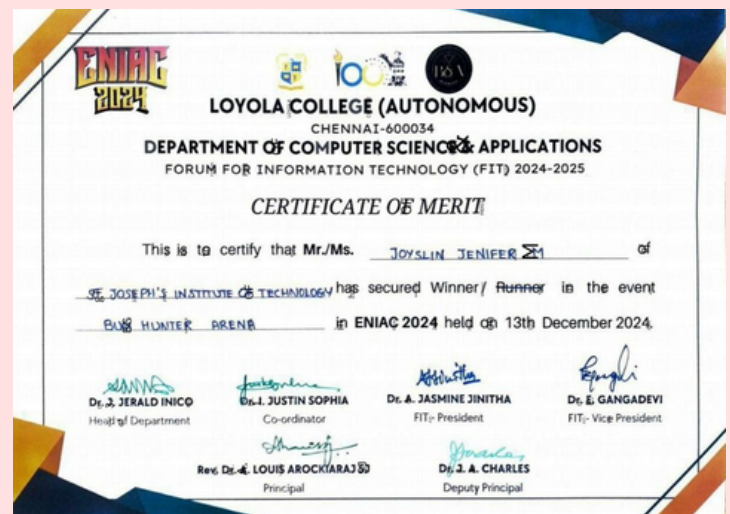 ENIAC
2024
100
B&A
LOYOLA COLLEGE (AUTONOMOUS)
CHENNAI-600034
DEPARTMENT OF COMPUTER SCIENCE & APPLICATIONS
FORUM FOR INFORMATION TECHNOLOGY (FIT) 2024-2025
CERTIFICATE OF MERIT
This is to certify that Mr./Ms. JOYSLIN JENIFER of
ST. JOSEPH'S INSTITUTE OF TECHNOLOGY has secured Winner/ Runner in the event
BUG HUNTER ARENA in ENIAC 2024 held on 13th December 2024.
Dr. J. JERALD INICO
Head of Department
Dr. J. JUSTIN SOPHIA
Co-ordinator
Dr. A. JASMINE JINITHA
FIT - President
Dr. E. GANGADEVI
FIT - Vice President
Rev. Dr. A. LOUIS AROCKIARAJ SJ
Principal
Dr. J. A. CHARLES
Deputy Principal